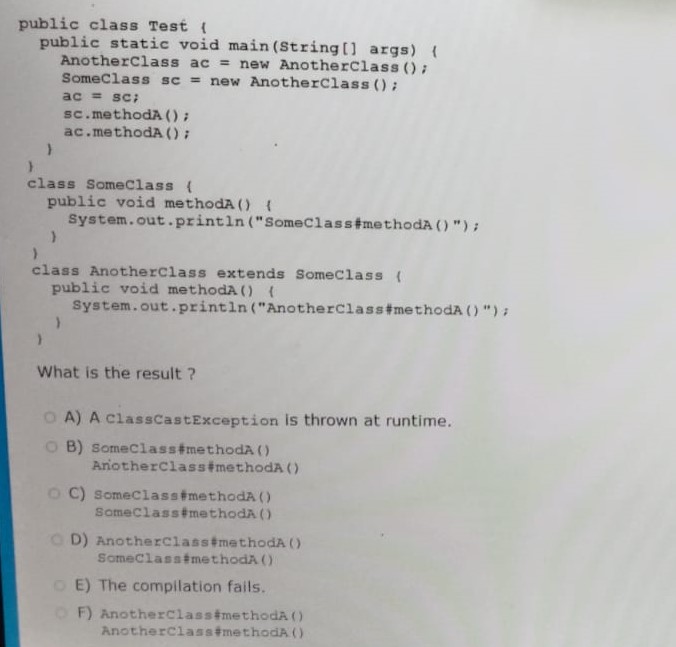 public class Test {
public static void main(String[] args) {
AnotherClass ac = new AnotherClass();
SomeClass sc = new AnotherClass();
ac = sc;
sc.methodA();
ac.methodA();
}
}
class SomeClass {
public void methodA() {
System.out.println("SomeClass#methodA()");
}
}
class AnotherClass extends SomeClass {
public void methodA() {
System.out.println("AnotherClass#methodA()");
}
}
What is the result ?
A) A ClassCastException is thrown at runtime.
B) SomeClass#methodA()
AnotherClass#methodA()
C) SomeClass#methodA()
SomeClass#methodA()
D) AnotherClass#methodA()
SomeClass#methodA()
E) The compilation fails.
F) AnotherClass#methodA()
AnotherClass#methodA()